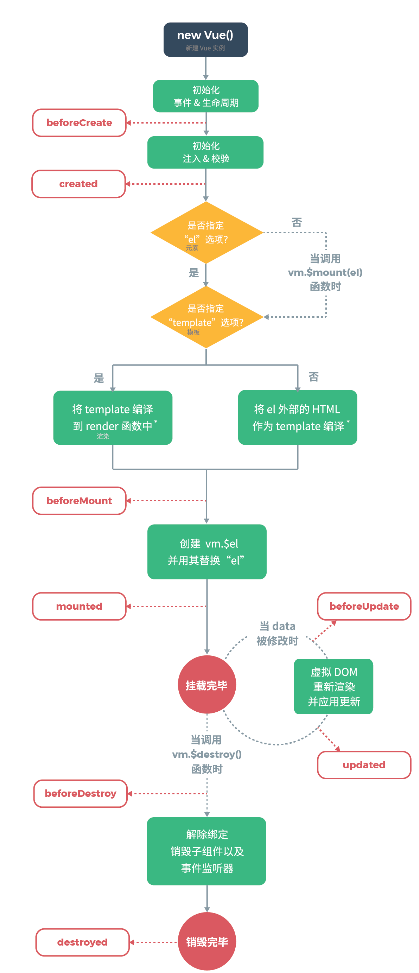 new Vue()
新建 Vue 实例
初始化
事件 & 生命周期
beforeCreate
初始化
注入 & 校验
created
是否指定
“el” 选项?
元素
否
当调用
vm.$mount(el)
函数时
是
是否指定
“template” 选项?
模板
是
否
将 template 编译
到 render 函数中*
渲染
将 el 外部的 HTML
作为 template 编译*
beforeMount
创建 vm.$el
并用其替换 “el”
mounted
当 data
被修改时
beforeUpdate
挂载完毕
虚拟 DOM
重新渲染
并应用更新
updated
当调用
vm.$destroy()
函数时
beforeDestroy
解除绑定
销毁子组件以及
事件监听器
destroyed
销毁完毕